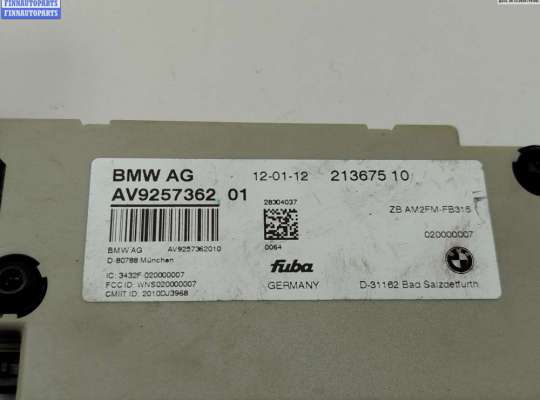 FINNAUTOPARTS
FINNAUTOPARTS
BMW AG 12-01-12 213675 10
AV9257362 01
28304037
ZB AM2FM-FB315
0064
020000007
BMW AG AV9257362010
D-80788 München
IC: 3432F-020000007
FCC ID: WNS020000007
CMIIT ID: 2010DJ3968
fuba
GERMANY
D-31162 Bad Salzdetfurth